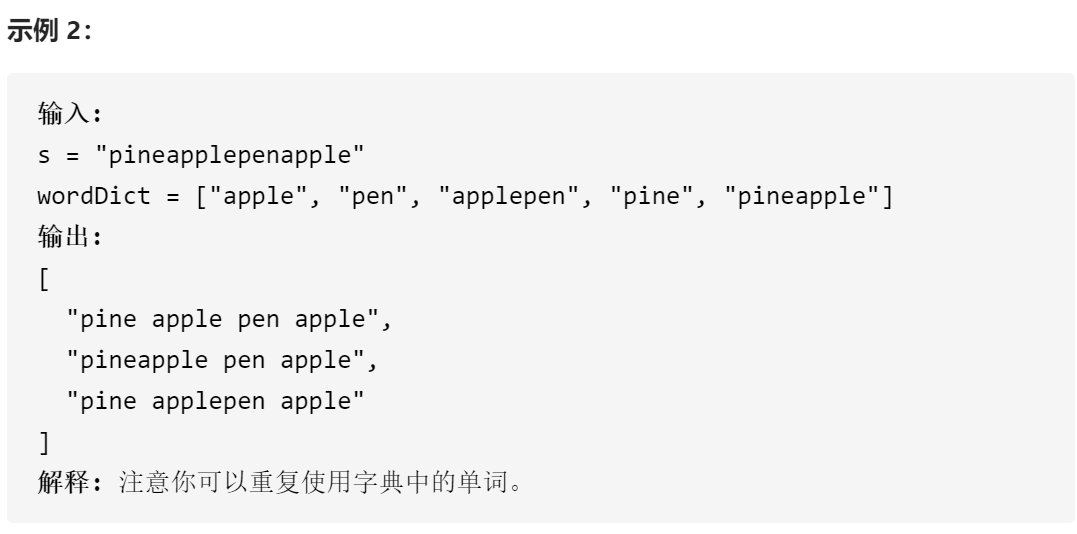 示例 2：
输入:
s = "pineapplepenapple"
wordDict = ["apple", "pen", "applepen", "pine", "pineapple"]
输出:
[
  "pine apple pen apple",
  "pineapple pen apple",
  "pine applepen apple"
]
解释: 注意你可以重复使用字典中的单词。